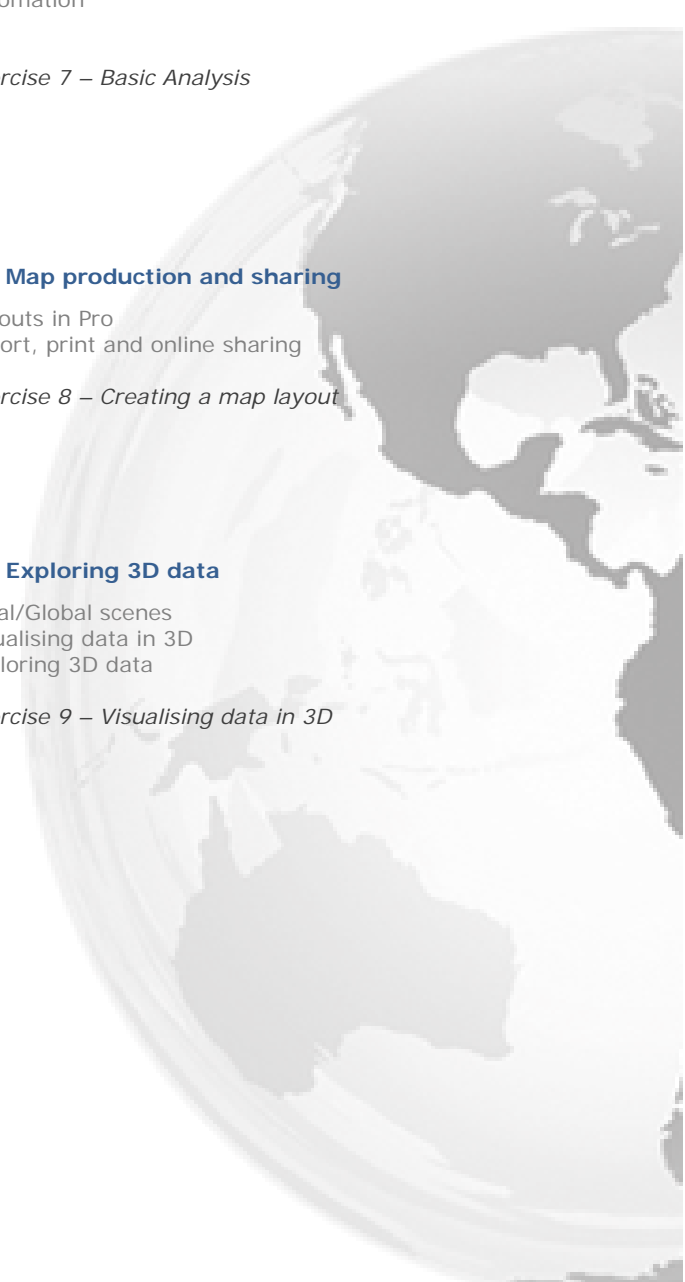 omation
rcise 7 – Basic Analysis
Map production and sharing
outs in Pro
ort, print and online sharing
rcise 8 – Creating a map layout
Exploring 3D data
al/Global scenes
ualising data in 3D
loring 3D data
rcise 9 – Visualising data in 3D